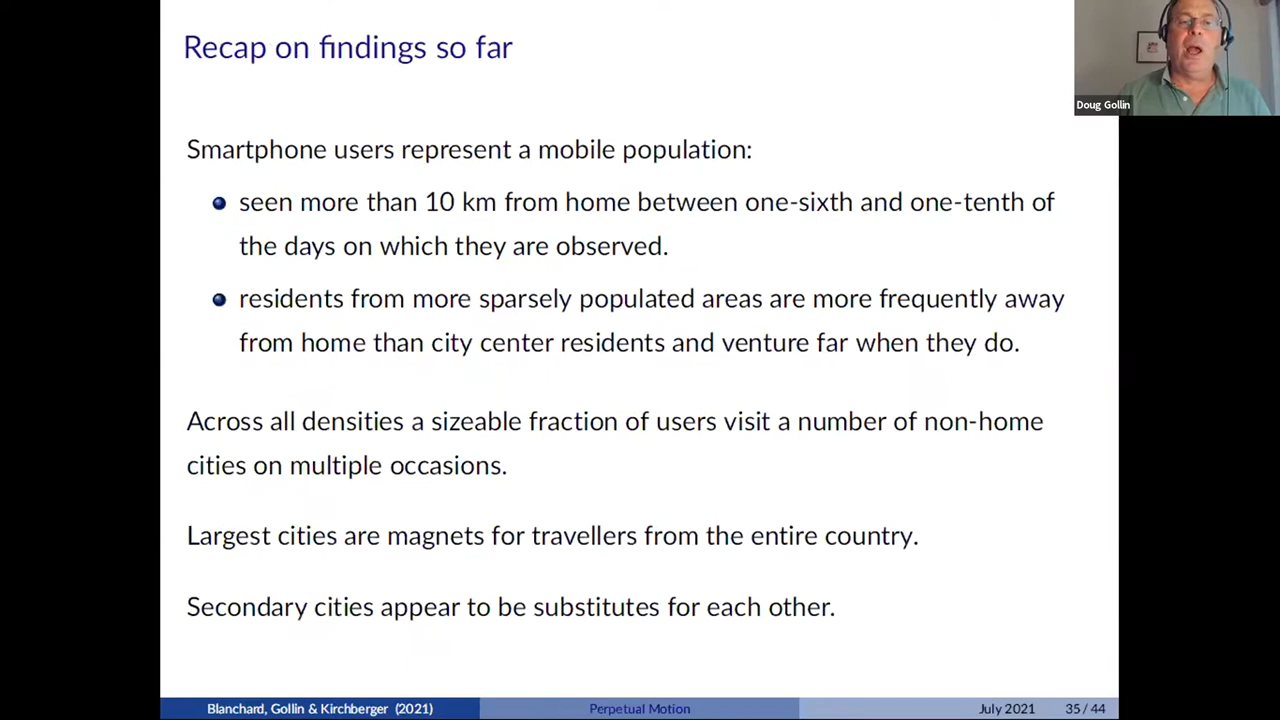 Recap on findings so far
Doug Gollin
Smartphone users represent a mobile population:
seen more than 10 km from home between one-sixth and one-tenth of
the days on which they are observed.
residents from more sparsely populated areas are more frequently away
from home than city center residents and venture far when they do.
Across all densities a sizeable fraction of users visit a number of non-home
cities on multiple occasions.
Largest cities are magnets for travellers from the entire country.
Secondary cities appear to be substitutes for each other.
Blanchard, Gollin & Kirchberger (2021) Perpetual Motion July 2021 35 / 44